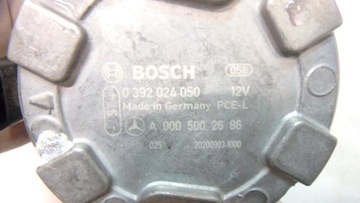 BOSCH 058
0 392 024 050 12V
Made in Germany PCE-L
A 000 500 26 86
025 20200903-1000